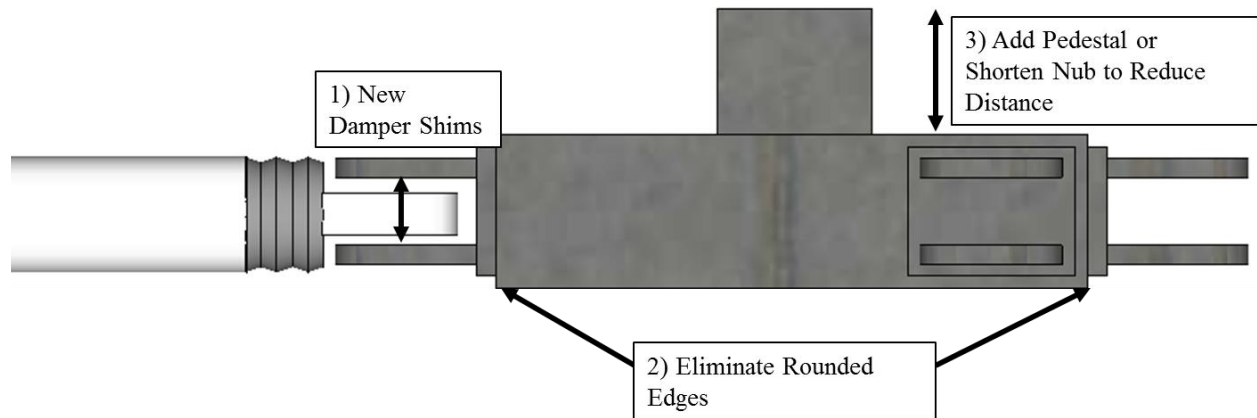 1) New
Damper Shims
3) Add Pedestal or
Shorten Nub to Reduce
Distance
2) Eliminate Rounded
Edges